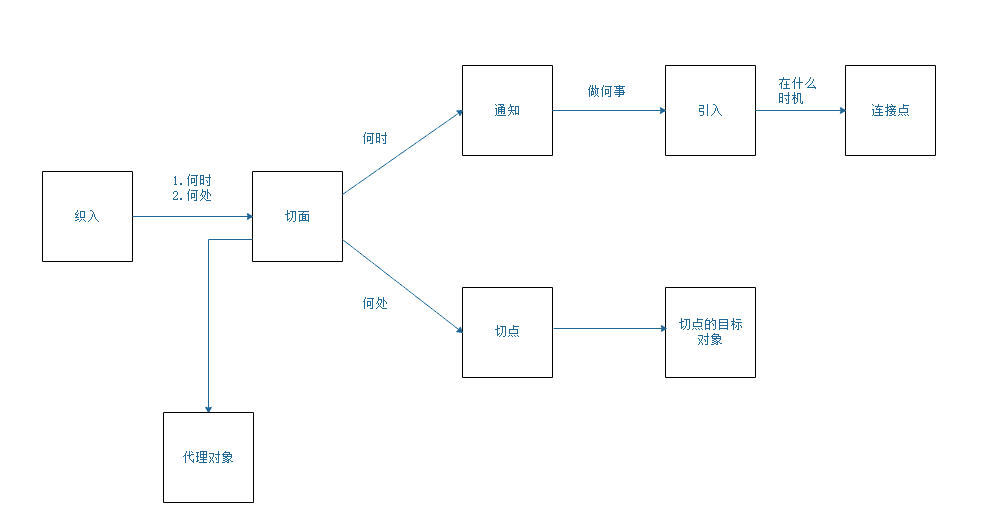 通知
做何事
引入
在什么
时机
连接点
何时
织入
1.何时
2.何处
切面
何处
切点
切点的目标
对象
代理对象